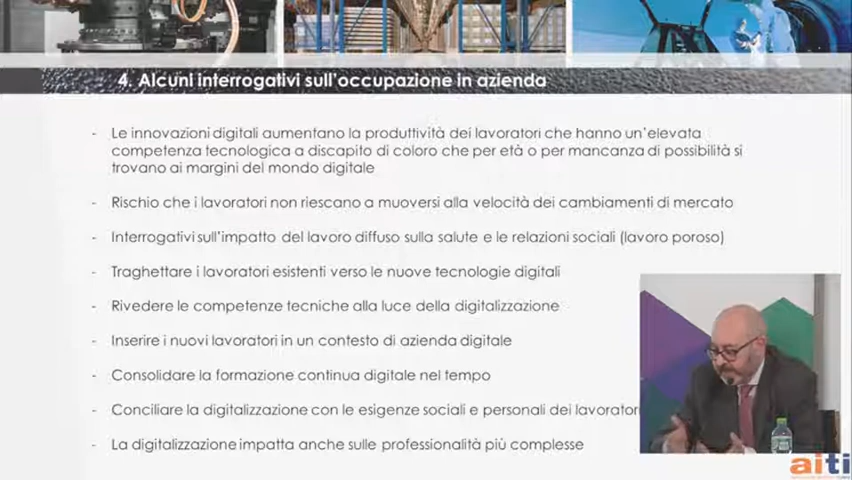 4. Alcuni interrogativi sull'occupazione in azienda
- Le innovazioni digitali aumentano la produttività dei lavoratori che hanno un'elevata
competenza tecnologica a discapito di coloro che per età o per mancanza di possibilità si
trovano ai margini del mondo digitale
- Rischio che i lavoratori non riescano a muoversi alla velocità dei cambiamenti di mercato
- Interrogativi sull'impatto del lavoro diffuso sulla salute e le relazioni sociali (lavoro poroso)
- Traghettare i lavoratori esistenti verso le nuove tecnologie digitali
- Rivedere le competenze tecniche alla luce della digitalizzazione
- Inserire i nuovi lavoratori in un contesto di azienda digitale
- Consolidare la formazione continua digitale nel tempo
- Conciliare la digitalizzazione con le esigenze sociali e personali dei lavoratori
- La digitalizzazione impatta anche sulle professionalità più complesse
aiti